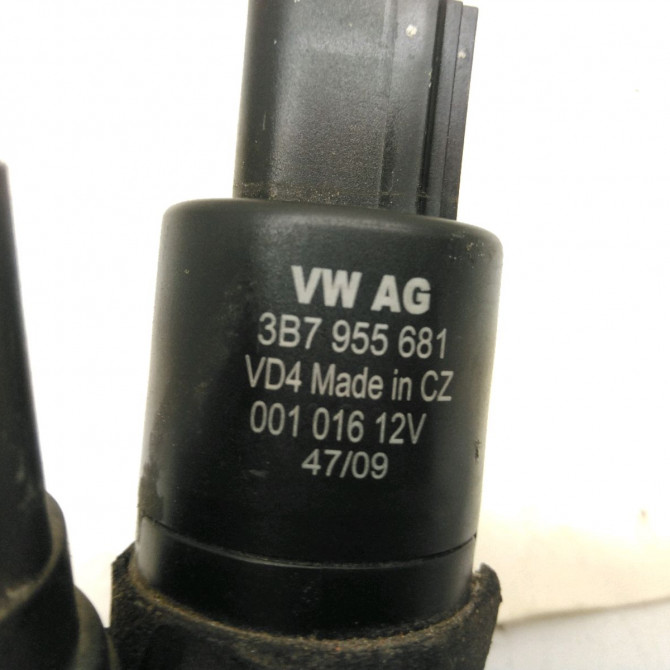 VW AG
3B7 955 681
VD4 Made in CZ
001 016 12V
47/09